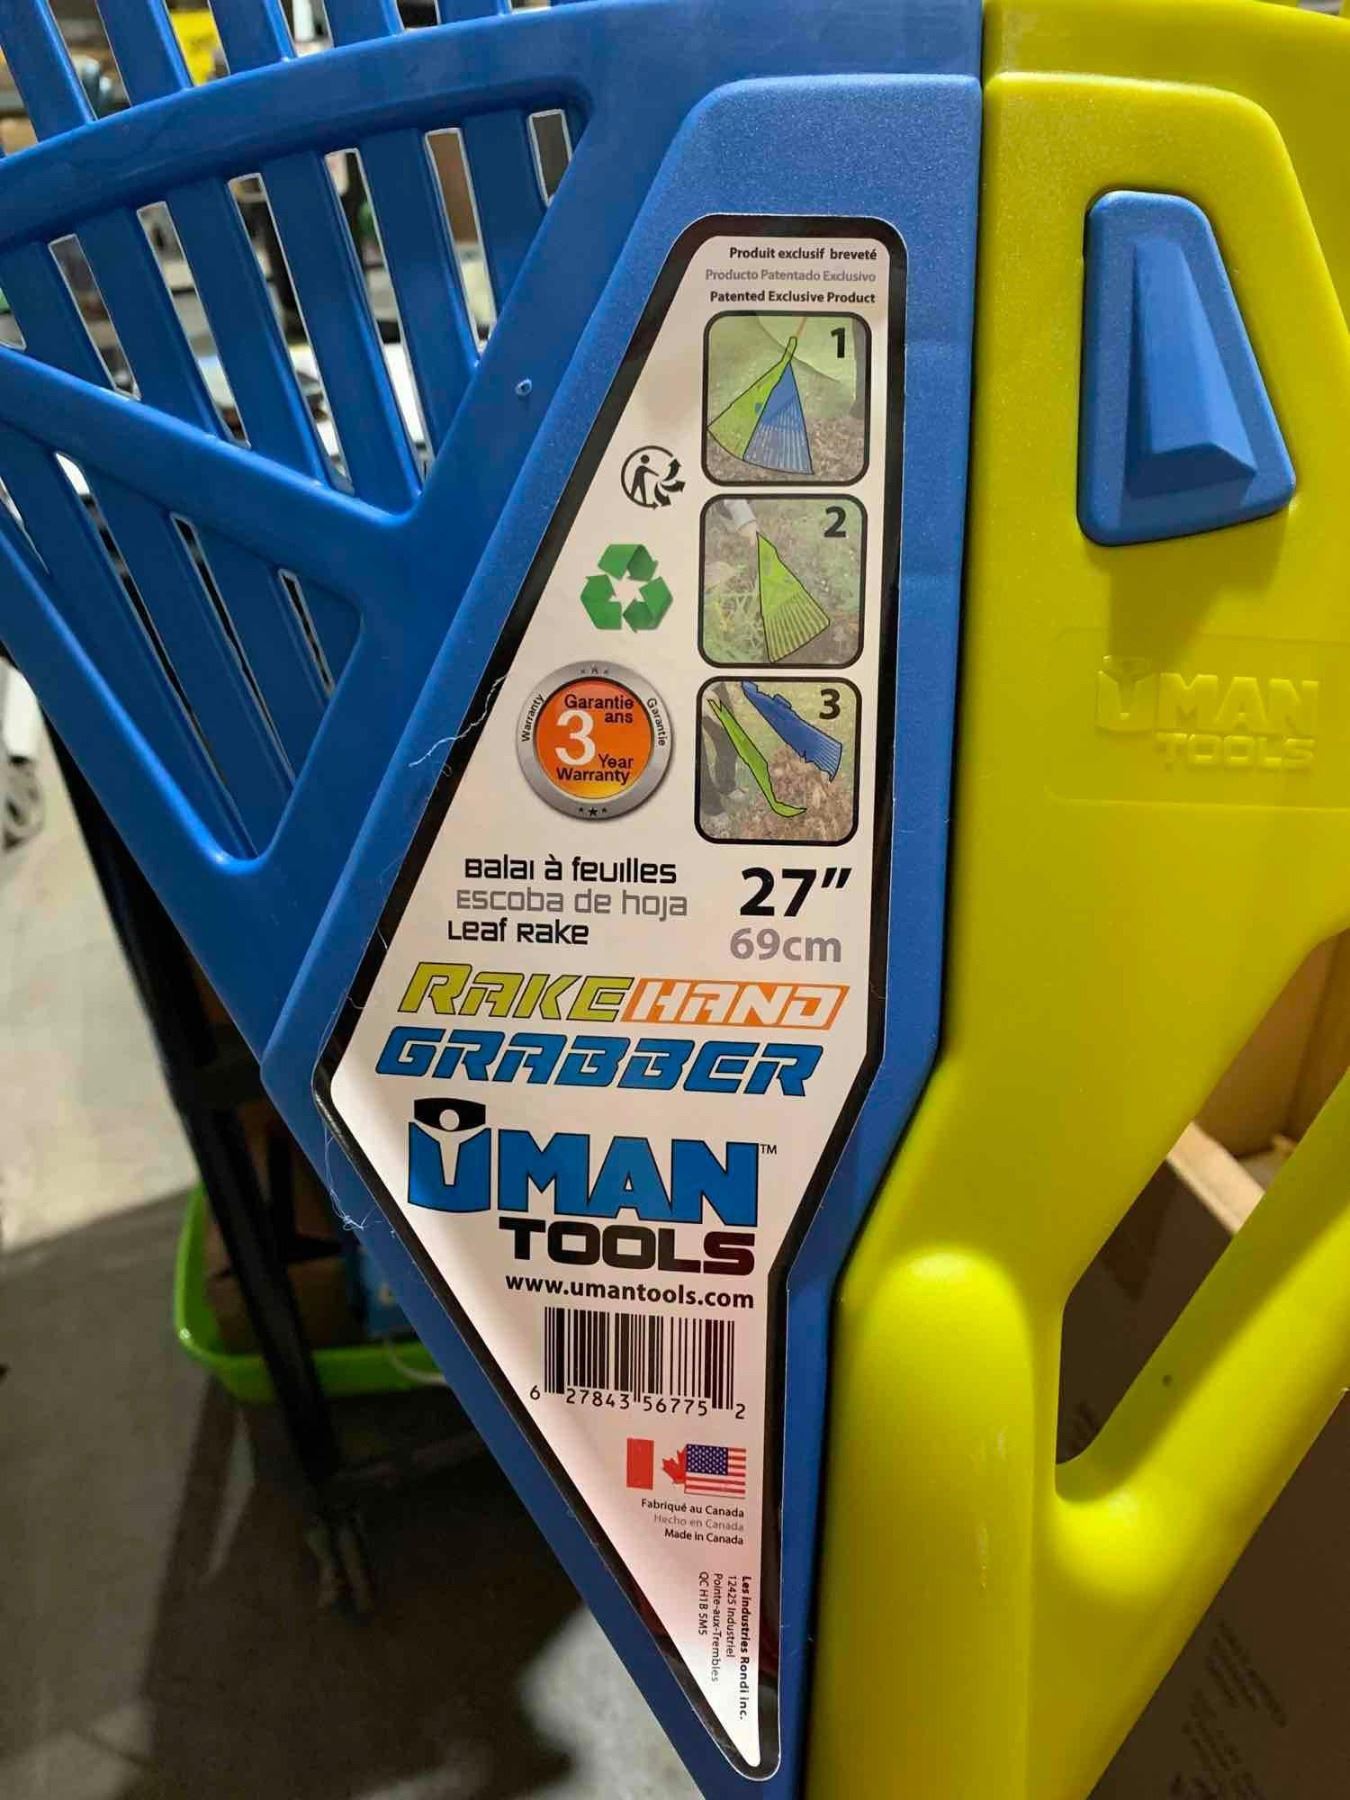 Produit exclusif breveté
Producto Patentado Exclusivo
Patented Exclusive Product
1
2
3
Warranty
Garantie
Garantie
3 ans
Year
Warranty
Balai à feuilles
Escoba de hoja
Leaf Rake
27"
69cm
RAKE HAND
GRABBER
UMAN™
TOOLS
www.umantools.com
6 27843 56775 2
Fabriqué au Canada
Hecho en Canada
Made in Canada
Les industries Rondi inc.
12425 Industriel
Pointe-aux-Trembles
QC H1B 5M5
UMAN
TOOLS